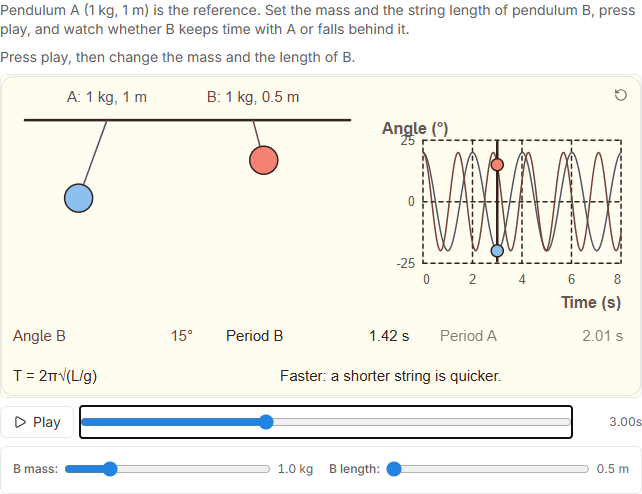 Pendulum A (1 kg, 1 m) is the reference. Set the mass and the string length of pendulum B, press
play, and watch whether B keeps time with A or falls behind it.
Press play, then change the mass and the length of B.
A: 1 kg, 1 m
B: 1 kg, 0.5 m
Angle (°)
25
0
-25
0 2 4 6 8
Time (s)
Angle B 15° Period B 1.42 s Period A 2.01 s
T = 2π√(L/g) Faster: a shorter string is quicker.
Play 3.00s
B mass: 1.0 kg B length: 0.5 m